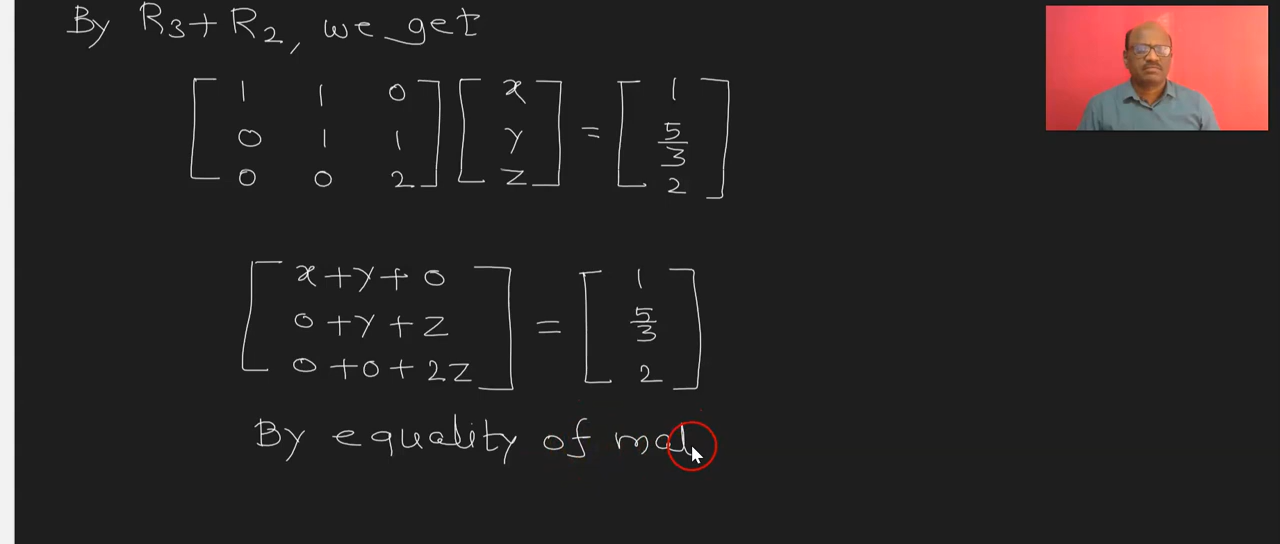 By R3+R2, we get
[ 1 1 0 ] [ x ] = [ 1 ]
[ 0 1 1 ] [ y ] = [ 5/3 ]
[ 0 0 2 ] [ z ] = [ 2 ]
[ x+y+0 ] = [ 1 ]
[ 0+y+z ] = [ 5/3 ]
[ 0+0+2z ] = [ 2 ]
By equality of mat